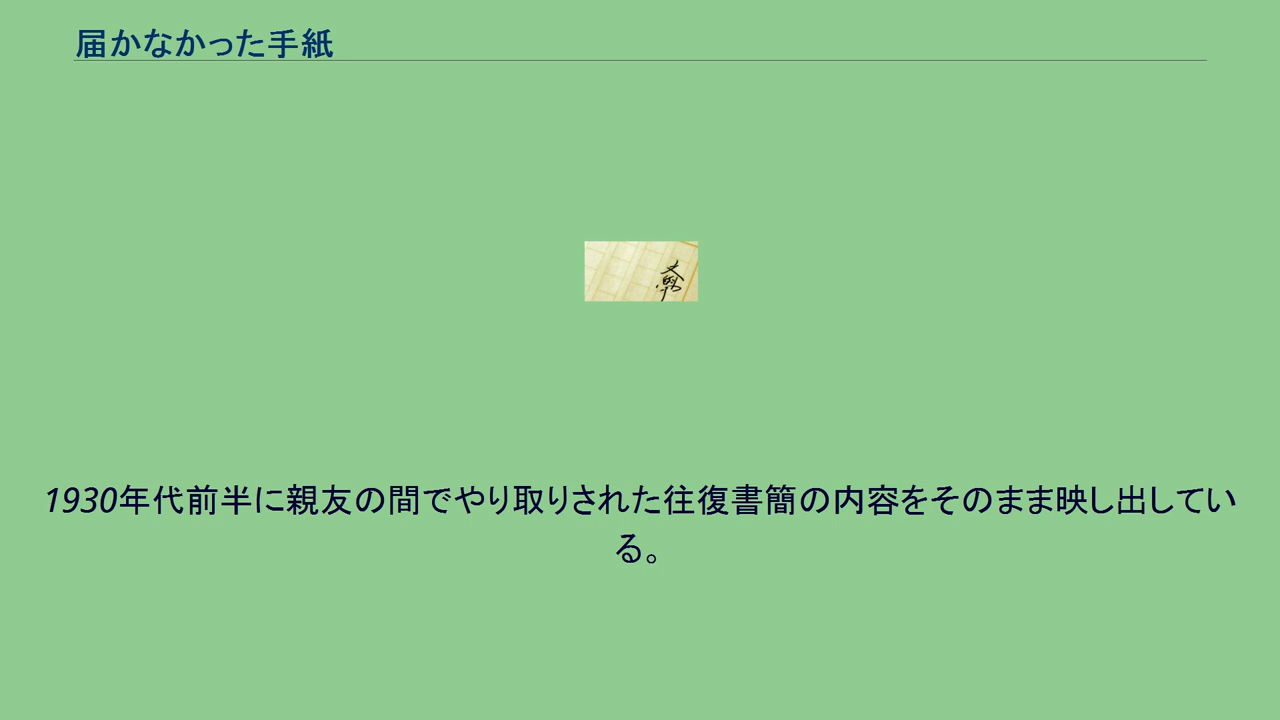 届かなかった手紙
1930年代前半に親友の間でやり取りされた往復書簡の内容をそのまま映し出してい
る。